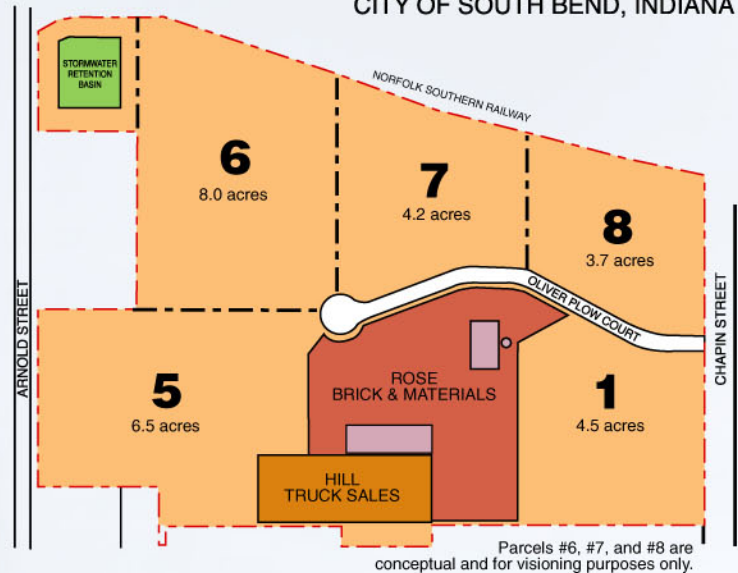 CITY OF SOUTH BEND, INDIANA
STORMWATER
RETENTION
BASIN
NORFOLK SOUTHERN RAILWAY
6
8.0 acres
7
4.2 acres
8
3.7 acres
OLIVER PLOW COURT
ARNOLD STREET
CHAPIN STREET
5
6.5 acres
ROSE
BRICK & MATERIALS
1
4.5 acres
HILL
TRUCK SALES
Parcels #6, #7, and #8 are
conceptual and for visioning purposes only.